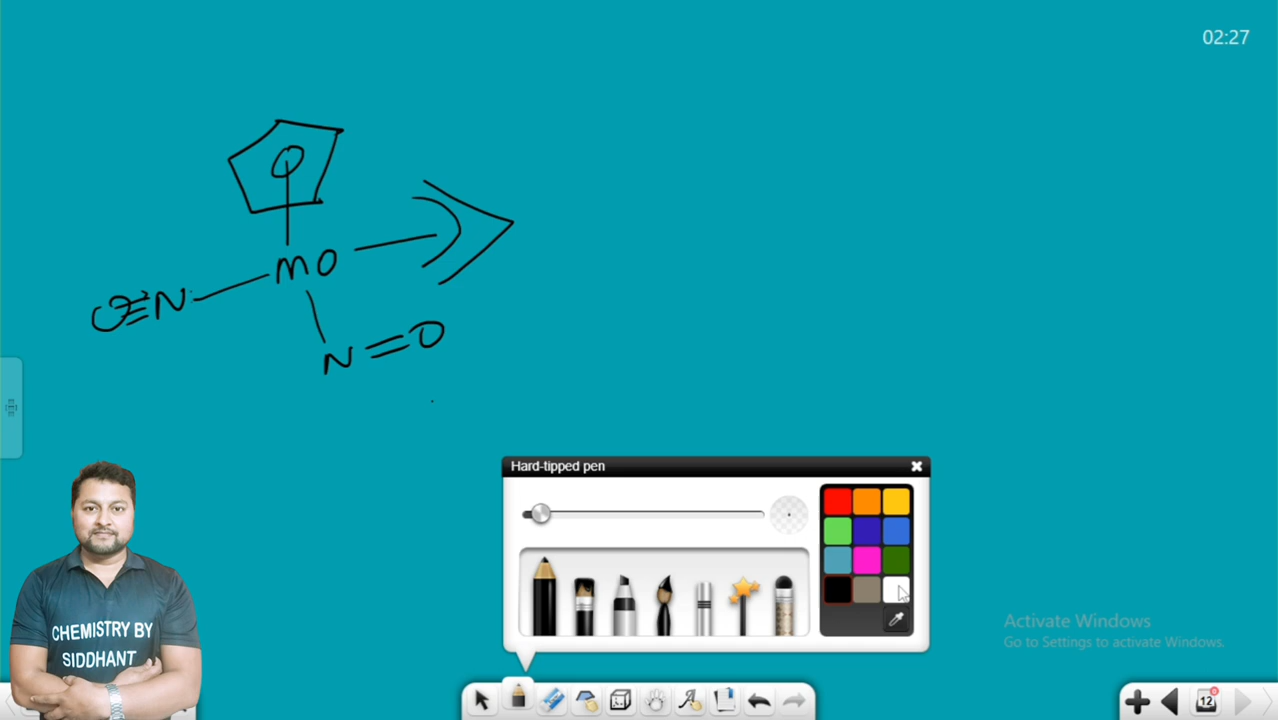 02:27
Mo
O≡N
N=O
Hard-tipped pen
12
CHEMISTRY BY
SIDDHANT
Activate Windows
Go to Settings to activate Windows.